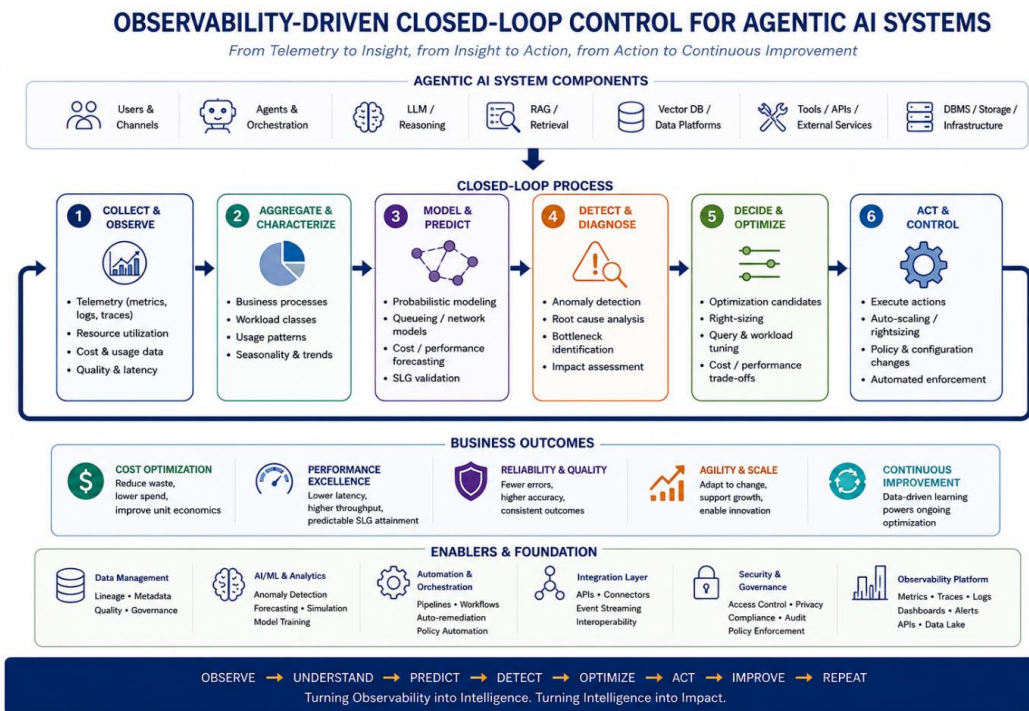 OBSERVABILITY-DRIVEN CLOSED-LOOP CONTROL FOR AGENTIC AI SYSTEMS
From Telemetry to Insight, from Insight to Action, from Action to Continuous Improvement
AGENTIC AI SYSTEM COMPONENTS
Users &
Channels
Agents &
Orchestration
LLM /
Reasoning
RAG /
Retrieval
Vector DB /
Data Platforms
Tools / APIs /
External Services
DBMS / Storage /
Infrastructure
CLOSED-LOOP PROCESS
1 COLLECT &
OBSERVE
• Telemetry (metrics,
logs, traces)
• Resource utilization
• Cost & usage data
• Quality & latency
2 AGGREGATE &
CHARACTERIZE
• Business processes
• Workload classes
• Usage patterns
• Seasonality & trends
3 MODEL &
PREDICT
• Probabilistic modeling
• Queueing / network
models
• Cost / performance
forecasting
• SLG validation
4 DETECT &
DIAGNOSE
• Anomaly detection
• Root cause analysis
• Bottleneck
identification
• Impact assessment
5 DECIDE &
OPTIMIZE
• Optimization candidates
• Right-sizing
• Query & workload
tuning
• Cost / performance
trade-offs
6 ACT &
CONTROL
• Execute actions
• Auto-scaling /
rightsizing
• Policy & configuration
changes
• Automated enforcement
BUSINESS OUTCOMES
$
COST OPTIMIZATION
Reduce waste,
lower spend,
improve unit economics
PERFORMANCE
EXCELLENCE
Lower latency,
higher throughput,
predictable SLG attainment
RELIABILITY & QUALITY
Fewer errors,
higher accuracy,
consistent outcomes
AGILITY & SCALE
Adapt to change,
support growth,
enable innovation
CONTINUOUS
IMPROVEMENT
Data-driven learning
powers ongoing
optimization
ENABLERS & FOUNDATION
Data Management
Lineage • Metadata
Quality • Governance
AI/ML & Analytics
Anomaly Detection
Forecasting • Simulation
Model Training
Automation &
Orchestration
Pipelines • Workflows
Auto-remediation
Policy Automation
Integration Layer
APIs • Connectors
Event Streaming
Interoperability
Security &
Governance
Access Control • Privacy
Compliance • Audit
Policy Enforcement
Observability Platform
Metrics • Traces • Logs
Dashboards • Alerts
APIs • Data Lake
OBSERVE → UNDERSTAND → PREDICT → DETECT → OPTIMIZE → ACT → IMPROVE → REPEAT
Turning Observability into Intelligence. Turning Intelligence into Impact.